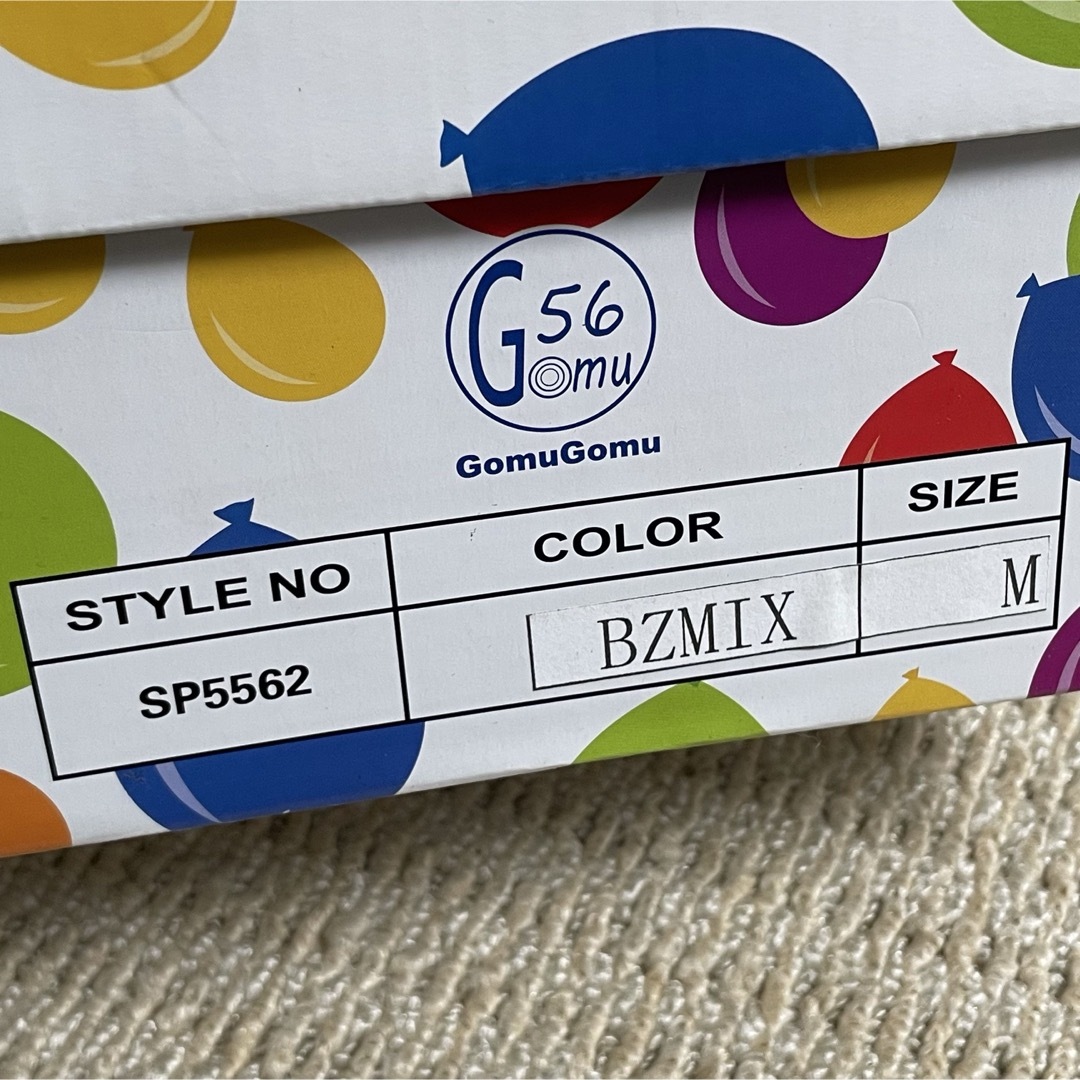 G56
Gomu
GomuGomu
STYLE NO COLOR SIZE
SP5562 BZMIX M